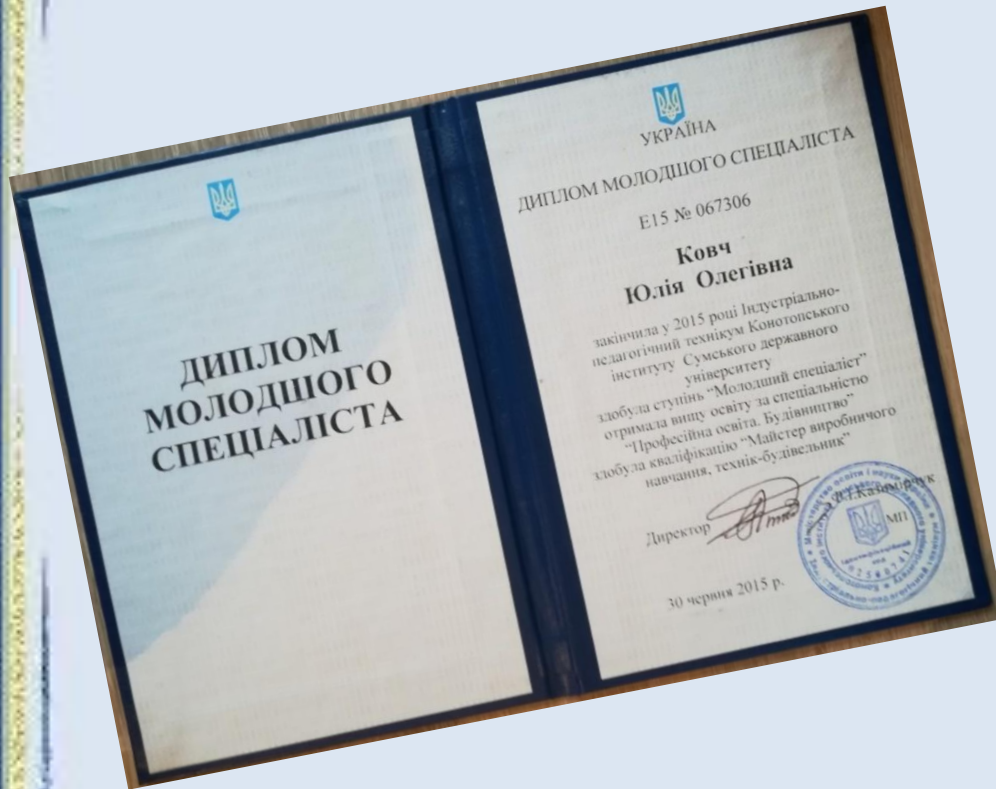 ДИПЛОМ
МОЛОДШОГО
СПЕЦІАЛІСТА
УКРАЇНА
ДИПЛОМ МОЛОДШОГО СПЕЦІАЛІСТА
Е15 № 067306
Ковч
Юлія Олегівна
закінчила у 2015 році Індустріально-
педагогічний технікум Конотопського
інституту Сумського державного
університету
здобула ступінь “Молодший спеціаліст”
отримала вищу освіту за спеціальністю
“Професійна освіта. Будівництво”
здобула кваліфікацію “Майстер виробничого
навчання, технік-будівельник”
Директор
Казимірчук
МП
30 червня 2015 р.